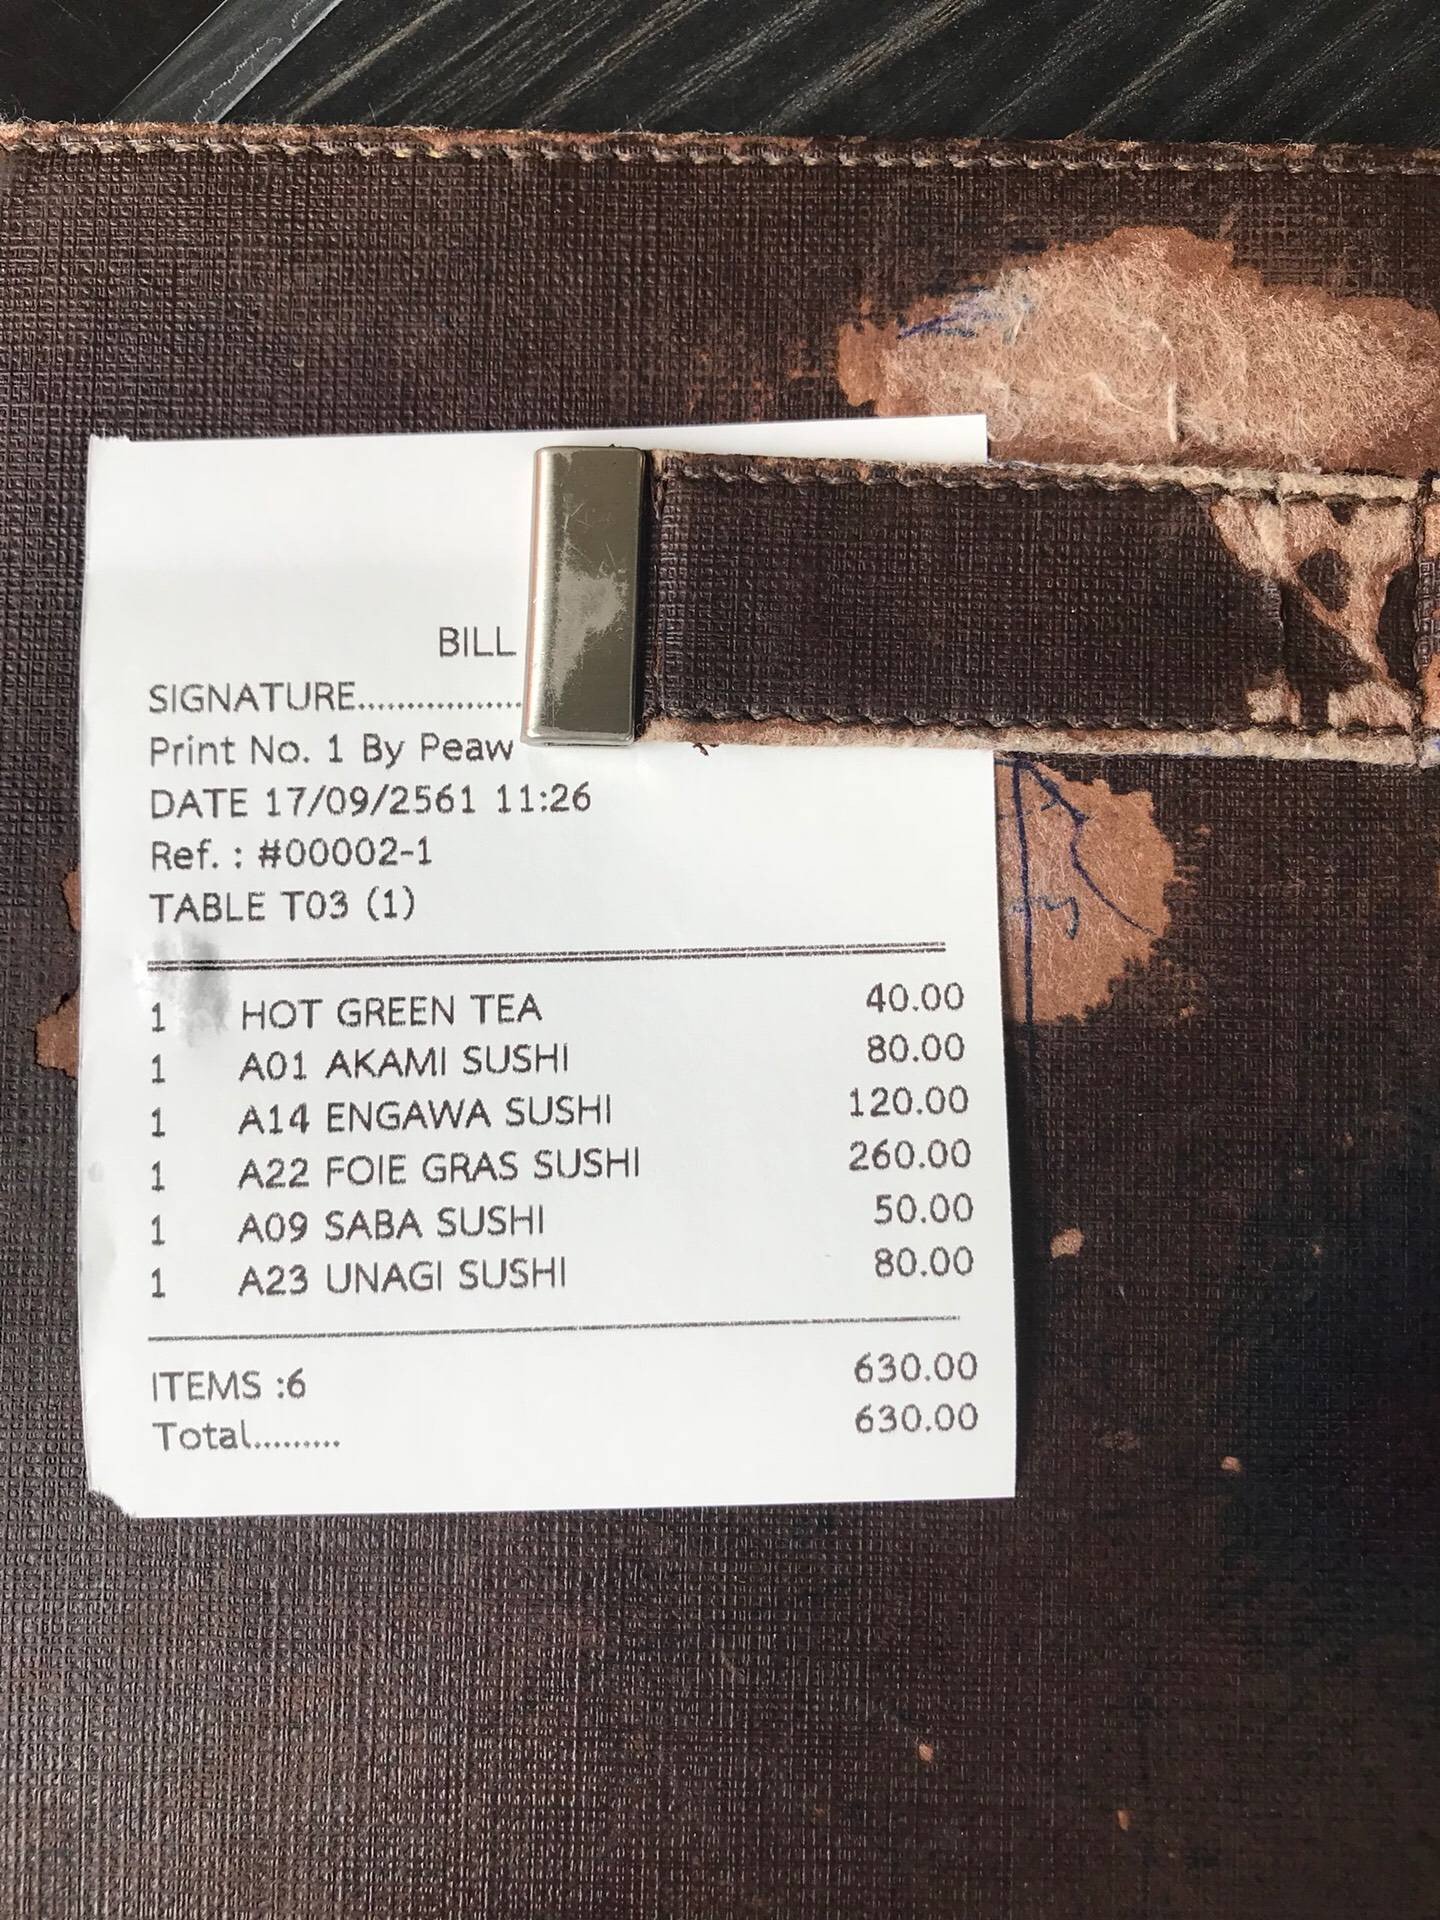 BILL
SIGNATURE.................
Print No. 1 By Peaw
DATE 17/09/2561 11:26
Ref. : #00002-1
TABLE T03 (1)
1 HOT GREEN TEA 40.00
1 A01 AKAMI SUSHI 80.00
1 A14 ENGAWA SUSHI 120.00
1 A22 FOIE GRAS SUSHI 260.00
1 A09 SABA SUSHI 50.00
1 A23 UNAGI SUSHI 80.00
ITEMS :6 630.00
Total......... 630.00